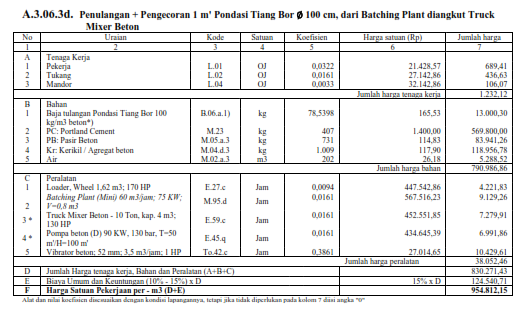 A.3.06.3d. Penulangan + Pengecoran 1 m' Pondasi Tiang Bor Ø 100 cm, dari Batching Plant diangkut Truck
Mixer Beton
No Uraian Kode Satuan Koefisien Harga satuan (Rp) Jumlah harga
1 2 3 4 5 6 7
A Tenaga Kerja
1 Pekerja L.01 OJ 0,0322 21.428,57 689,41
2 Tukang L.02 OJ 0,0161 27.142,86 436,63
3 Mandor L.04 OJ 0,0033 32.142,86 106,07
Jumlah harga tenaga kerja 1.232,12
B Bahan
1 Baja tulangan Pondasi Tiang Bor 100 B.06.a.1) kg 78,5398 165,53 13.000,30
kg/m3 beton*)
2 PC: Portland Cement M.23 kg 407 1.400,00 569.800,00
3 PB: Pasir Beton M.05.a.3 kg 731 114,83 83.941,26
4 Kr: Kerikil / Agregat beton M.04.d.3 kg 1.009 117,90 118.956,78
5 Air M.02.a.3 m3 202 26,18 5.288,52
Jumlah harga bahan 790.986,86
C Peralatan
1 Loader, Wheel 1,62 m3; 170 HP E.27.c Jam 0,0094 447.542,86 4.221,83
2 Batching Plant (Mini) 60 m3/jam; 75 KW; M.95.d Jam 0,0161 567.516,23 9.129,26
V=0,8 m3
3 * Truck Mixer Beton - 10 Ton, kap. 4 m3; E.59.c Jam 0,0161 452.551,85 7.279,91
130 HP
4 * Pompa beton (D) 90 KW, 130 bar, T=50 E.45.q Jam 0,0161 434.645,39 6.991,86
m'/H=100 m'
5 Vibrator beton; 52 mm; 3,5 m3/jam; 1 HP To.42.c Jam 0,3861 27.014,65 10.429,61
Jumlah harga peralatan 38.052,46
D Jumlah Harga tenaga kerja, Bahan dan Peralatan (A+B+C) 830.271,43
E Biaya Umum dan Keuntungan (10% - 15%) x D 15% x D 124.540,71
F Harga Satuan Pekerjaan per - m3 (D+E) 954.812,15
Alat dan nilai koefisien disesuaikan dengan kondisi lapangannya, tetapi jika tidak diperlukan pada kolom 7 diisi angka "0"